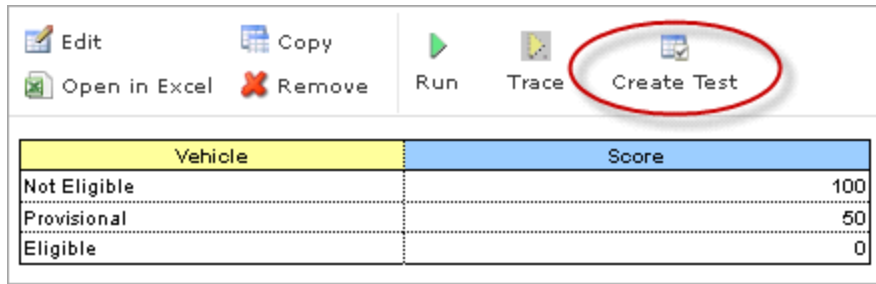 Edit
Copy
Open in Excel
Remove
Run
Trace
Create Test
Vehicle Score
Not Eligible 100
Provisional 50
Eligible 0